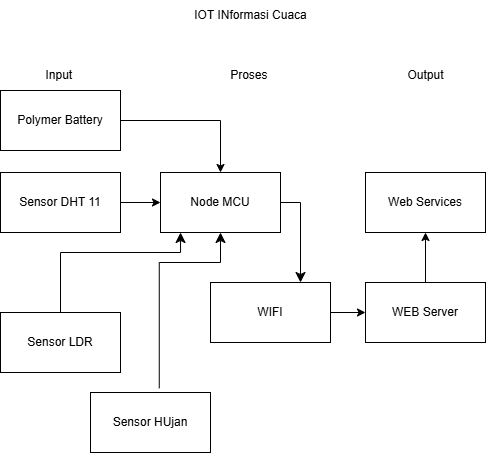 IOT INformasi Cuaca
Input
Proses
Output
Polymer Battery
Sensor DHT 11
Node MCU
Web Services
WIFI
WEB Server
Sensor LDR
Sensor HUjan